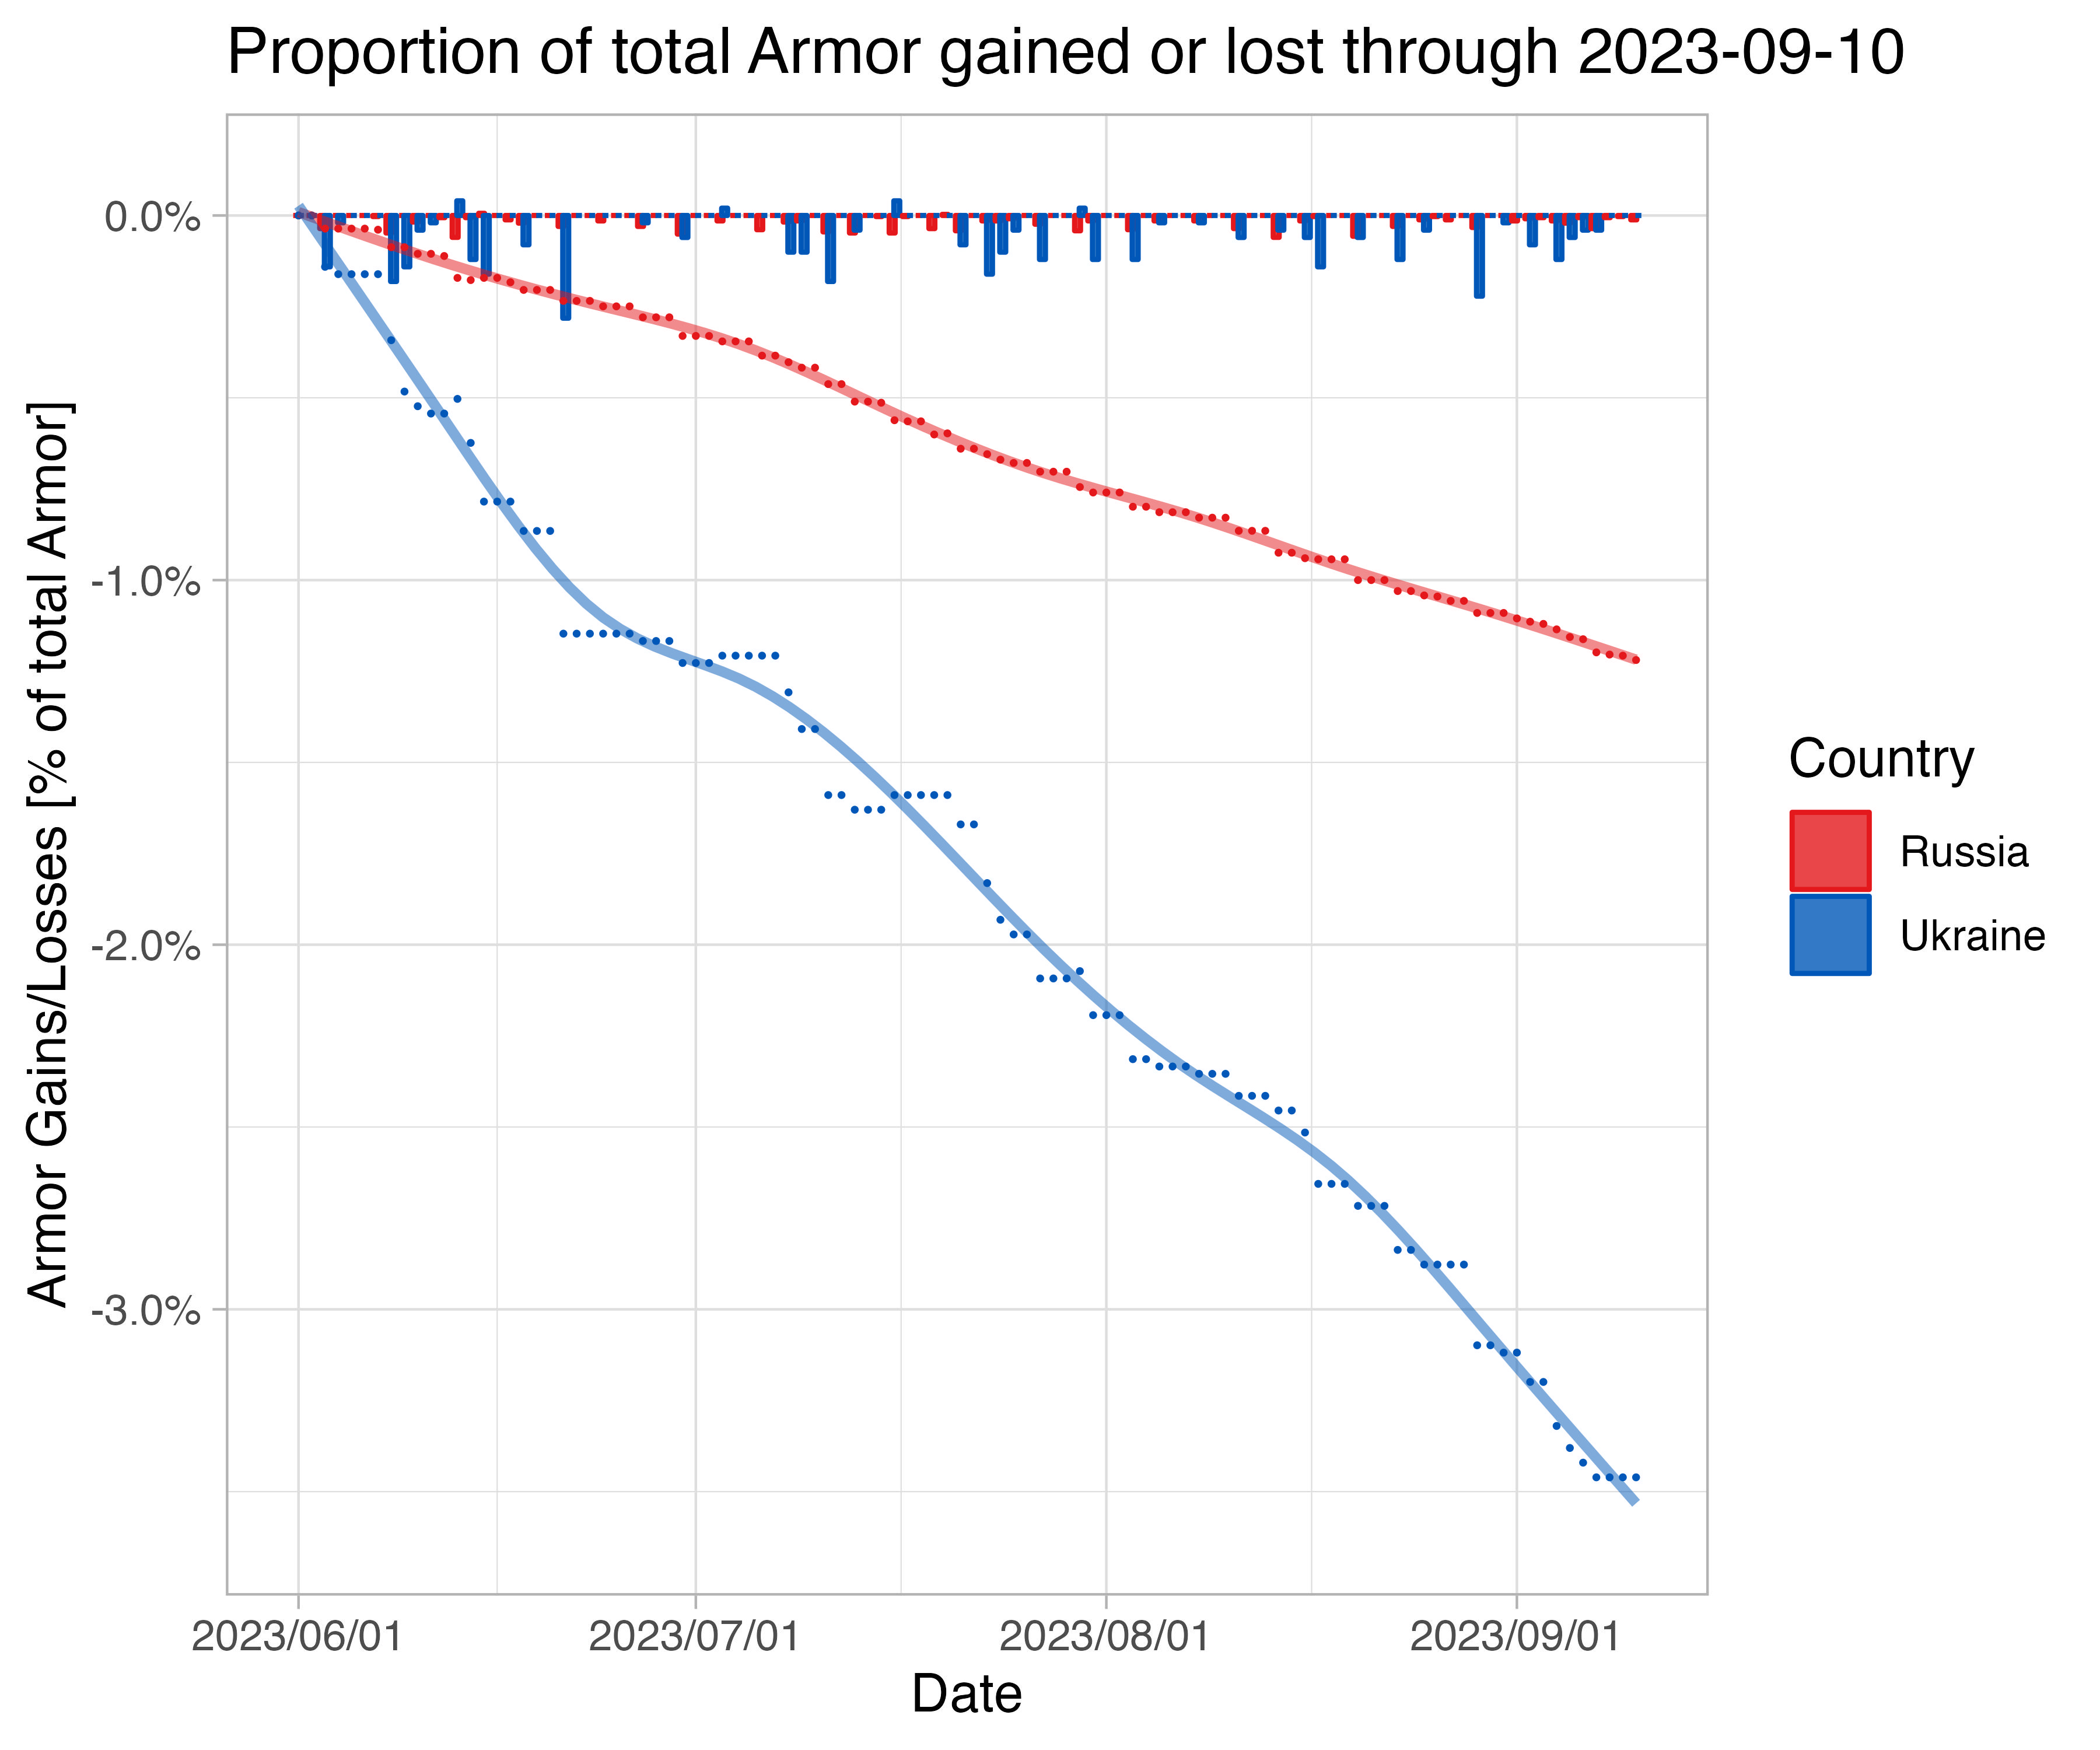 Proportion of total Armor gained or lost through 2023-09-10
Armor Gains/Losses [% of total Armor]
0.0%
-1.0%
-2.0%
-3.0%
2023/06/01
2023/07/01
2023/08/01
2023/09/01
Date
Country
Russia
Ukraine